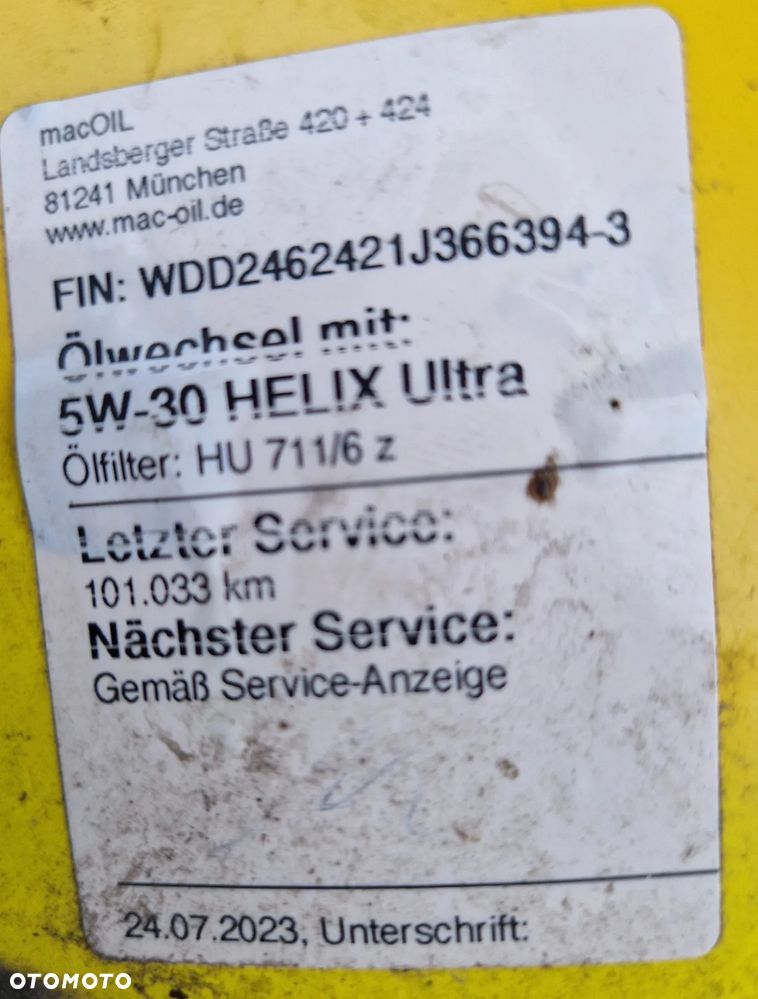 macOIL
Landsberger Straße 420 + 424
81241 München
www.mac-oil.de
FIN: WDD2462421J366394-3
Ölwechsel mit:
5W-30 HELIX Ultra
Ölfilter: HU 711/6 z
Letzter Service:
101.033 km
Nächster Service:
Gemäß Service-Anzeige
24.07.2023, Unterschrift:
OTOMOTO